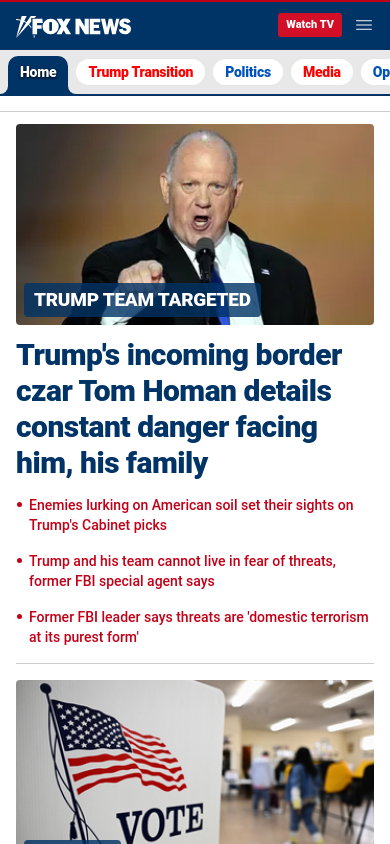 FOX NEWS
Watch TV
Home
Trump Transition
Politics
Media
Op
TRUMP TEAM TARGETED
Trump's incoming border
czar Tom Homan details
constant danger facing
him, his family
• Enemies lurking on American soil set their sights on
Trump's Cabinet picks
• Trump and his team cannot live in fear of threats,
former FBI special agent says
• Former FBI leader says threats are 'domestic terrorism
at its purest form'
VOTE